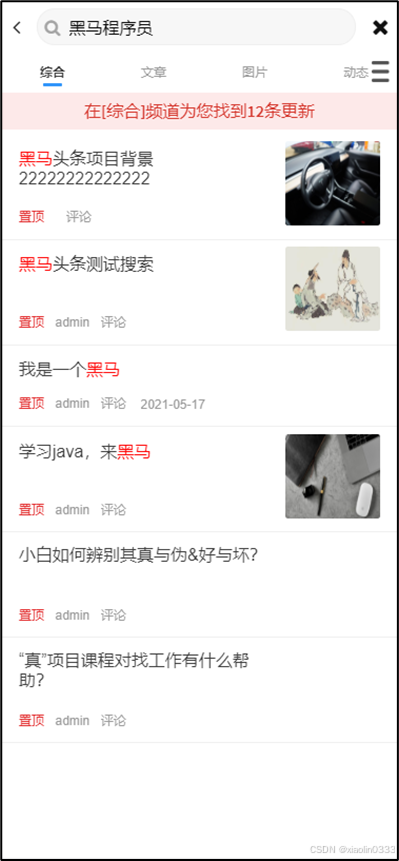 黑马程序员
综合 文章 图片 动态
在[综合]频道为您找到12条更新
黑马头条项目背景
22222222222222
置顶 评论
黑马头条测试搜索
置顶 admin 评论
我是一个黑马
置顶 admin 评论 2021-05-17
学习java，来黑马
置顶 admin 评论
小白如何辨别其真与伪&好与坏？
置顶 admin 评论
“真”项目课程对找工作有什么帮
助？
置顶 admin 评论
CSDN @xiaolin0333